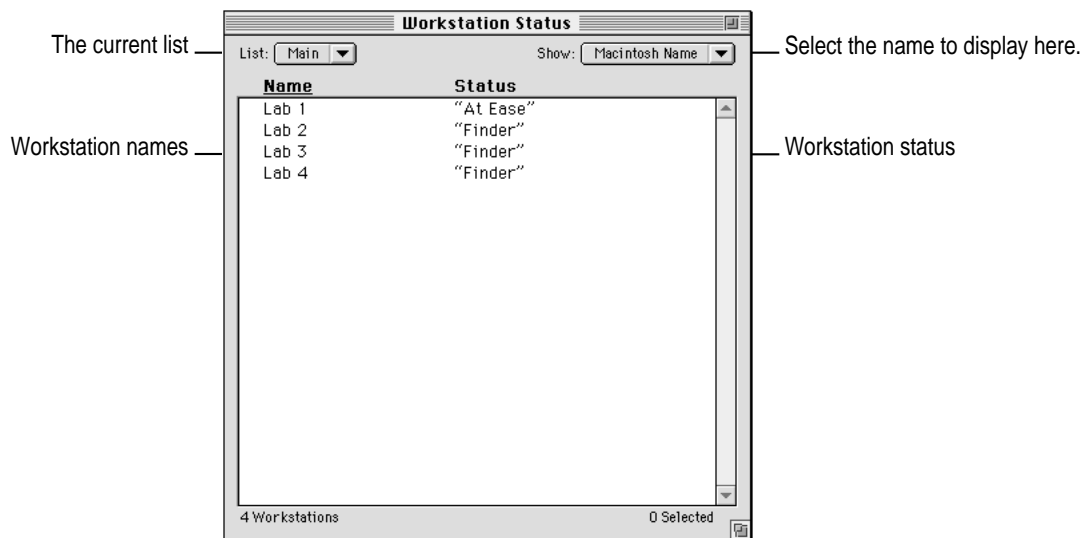 Workstation Status
The current list
List: Main
Show: Macintosh Name
Select the name to display here.
Name Status
Lab 1 “At Ease”
Lab 2 “Finder”
Workstation names
Lab 3 “Finder”
Workstation status
Lab 4 “Finder”
4 Workstations
0 Selected